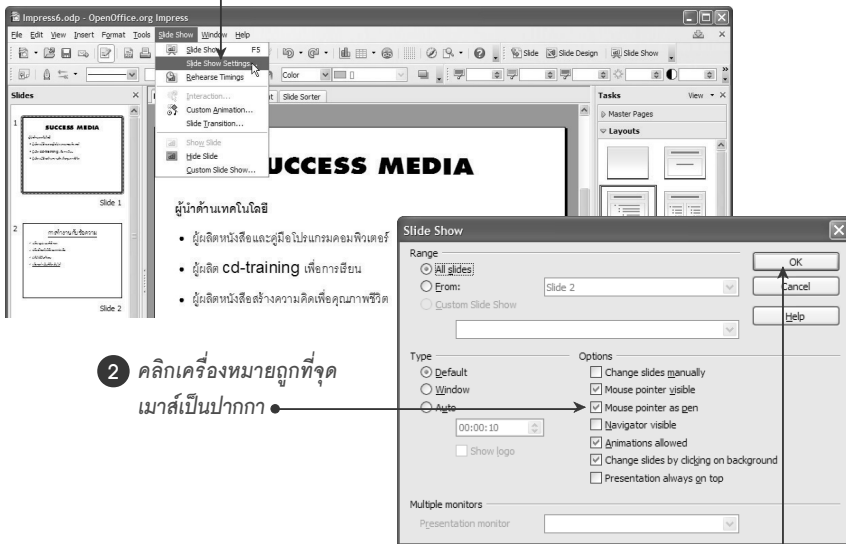 Impress6.odp - OpenOffice.org Impress
File Edit View Insert Format Tools Slide Show Window Help
Slide Show F5
Slide Show Settings...
Rehearse Timings
Interaction...
Custom Animation...
Slide Transition...
Show Slide
Hide Slide
Custom Slide Show...
Slide Slide Design Slide Show
Color
Slides
Slide Sorter
Tasks View
Master Pages
Layouts
1
SUCCESS MEDIA
Slide 1
2
Slide 2
SUCCESS MEDIA
ผู้นำด้านเทคโนโลยี
• ผู้ผลิตหนังสือและคู่มือโปรแกรมคอมพิวเตอร์
• ผู้ผลิต cd-training เพื่อการเรียน
• ผู้ผลิตหนังสือสร้างความคิดเพื่อคุณภาพชีวิต
2 คลิกเครื่องหมายถูกที่จุด
เมาส์เป็นปากกา
Slide Show
Range
All slides
From: Slide 2
Custom Slide Show
OK
Cancel
Help
Type
Default
Window
Auto
00:00:10
Show logo
Options
Change slides manually
Mouse pointer visible
Mouse pointer as pen
Navigator visible
Animations allowed
Change slides by clicking on background
Presentation always on top
Multiple monitors
Presentation monitor